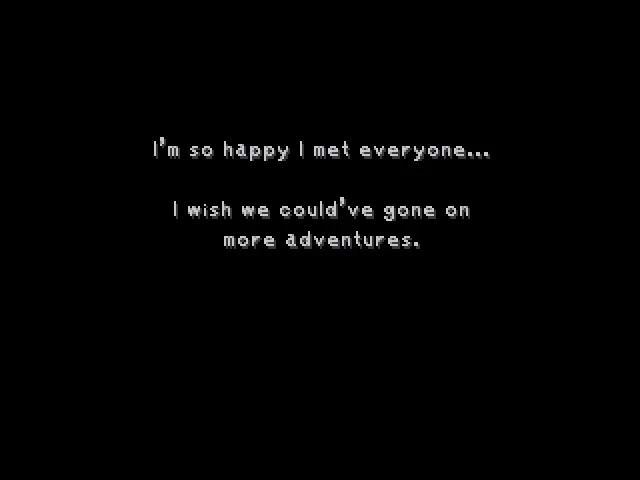 I'm so happy I met everyone...
I wish we could've gone on
more adventures.